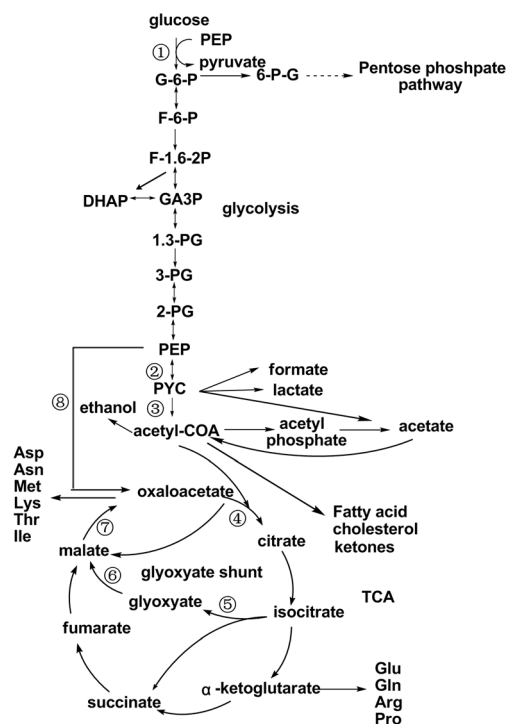 glucose
①
PEP
pyruvate
G-6-P
6-P-G
Pentose phoshpate
pathway
F-6-P
F-1.6-2P
DHAP
GA3P
glycolysis
1.3-PG
3-PG
2-PG
PEP
②
PYC
formate
lactate
⑧
ethanol
③
acetyl-COA
acetyl
phosphate
acetate
Asp
Asn
Met
Lys
Thr
Ile
oxaloacetate
④
Fatty acid
cholesterol
ketones
⑦
malate
citrate
⑥
glyoxyate shunt
glyoxyate
⑤
isocitrate
TCA
fumarate
succinate
α -ketoglutarate
Glu
Gln
Arg
Pro